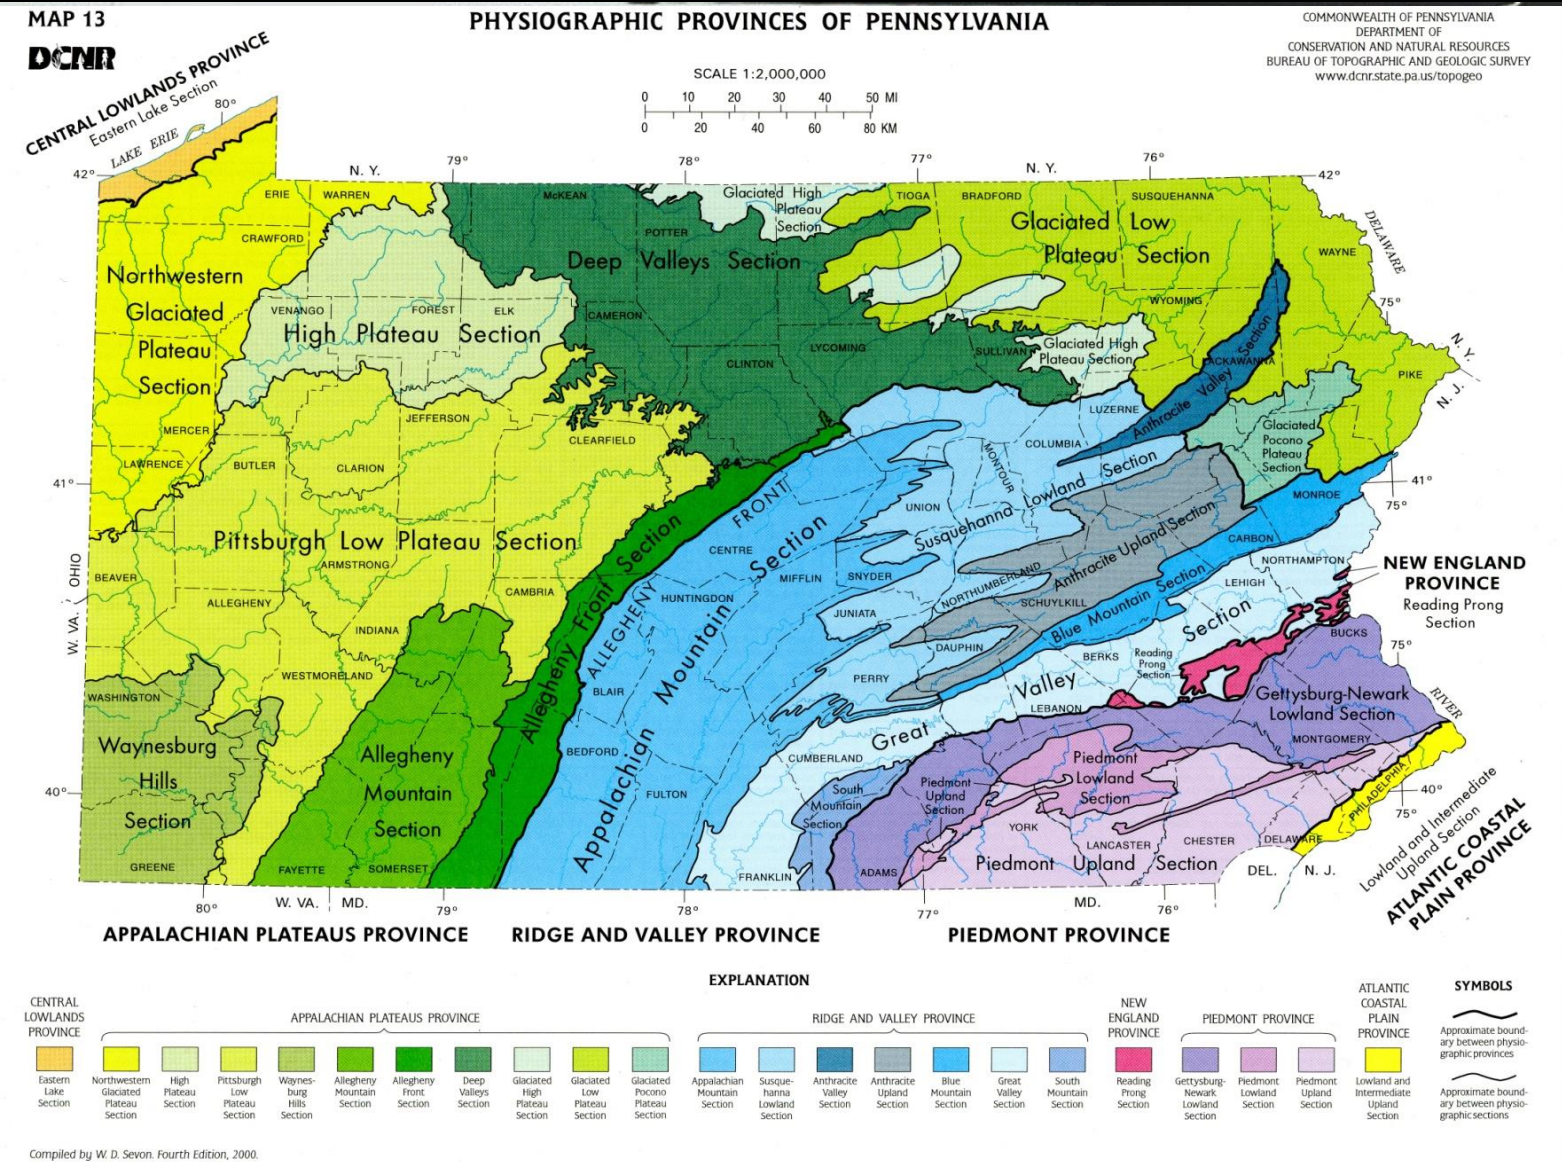 MAP 13
DCNR
PHYSIOGRAPHIC PROVINCES OF PENNSYLVANIA
COMMONWEALTH OF PENNSYLVANIA
DEPARTMENT OF
CONSERVATION AND NATURAL RESOURCES
BUREAU OF TOPOGRAPHIC AND GEOLOGIC SURVEY
www.dcnr.state.pa.us/topogeo
SCALE 1:2,000,000
0 10 20 30 40 50 MI
0 20 40 60 80 KM
CENTRAL LOWLANDS PROVINCE
Eastern Lake Section
LAKE ERIE
80°
42°
N. Y.
79°
78°
77°
N. Y.
76°
42°
ERIE
WARREN
McKEAN
POTTER
Glaciated High
Plateau
Section
TIOGA
BRADFORD
SUSQUEHANNA
Glaciated Low
Plateau Section
WAYNE
DELAWARE
CRAWFORD
Northwestern
Glaciated
Plateau
Section
VENANGO
FOREST
ELK
High Plateau Section
Deep Valleys Section
CAMERON
CLINTON
LYCOMING
SULLIVAN
Glaciated High
Plateau Section
WYOMING
LACKAWANNA
Anthracite Valley Section
75°
N. Y.
N. J.
PIKE
MERCER
LAWRENCE
BUTLER
CLARION
JEFFERSON
CLEARFIELD
LUZERNE
COLUMBIA
MONTOUR
Glaciated
Pocono
Plateau
Section
MONROE
41°
41°
75°
Pittsburgh Low Plateau Section
ARMSTRONG
BEAVER
ALLEGHENY
INDIANA
CAMBRIA
WESTMORELAND
OHIO
W. VA.
Allegheny Front Section
ALLEGHENY FRONT
Appalachian Mountain Section
CENTRE
UNION
MIFFLIN
SNYDER
HUNTINGDON
JUNIATA
BLAIR
PERRY
BEDFORD
FULTON
Susquehanna Lowland Section
NORTHUMBERLAND
Anthracite Upland Section
SCHUYLKILL
DAUPHIN
CARBON
Blue Mountain Section
NORTHAMPTON
LEHIGH
BERKS
LEBANON
Great Valley Section
CUMBERLAND
FRANKLIN
Reading
Prong
Section
NEW ENGLAND
PROVINCE
Reading Prong
Section
BUCKS
75°
RIVER
Gettysburg-Newark
Lowland Section
MONTGOMERY
WASHINGTON
Waynesburg
Hills
Section
GREENE
40°
Allegheny
Mountain
Section
FAYETTE
SOMERSET
South
Mountain
Section
Piedmont
Upland
Section
Piedmont
Lowland
Section
ADAMS
YORK
LANCASTER
CHESTER
DELAWARE
PHILADELPHIA
Piedmont Upland Section
40°
75°
DEL.
N. J.
Lowland and Intermediate
Upland Section
ATLANTIC COASTAL
PLAIN PROVINCE
80°
W. VA.
MD.
79°
78°
77°
MD.
76°
APPALACHIAN PLATEAUS PROVINCE
RIDGE AND VALLEY PROVINCE
PIEDMONT PROVINCE
EXPLANATION
CENTRAL
LOWLANDS
PROVINCE
Eastern
Lake
Section
APPALACHIAN PLATEAUS PROVINCE
Northwestern
Glaciated
Plateau
Section
High
Plateau
Section
Pittsburgh
Low
Plateau
Section
Waynes-
burg
Hills
Section
Allegheny
Mountain
Section
Allegheny
Front
Section
Deep
Valleys
Section
Glaciated
High
Plateau
Section
Glaciated
Low
Plateau
Section
Glaciated
Pocono
Plateau
Section
RIDGE AND VALLEY PROVINCE
Appalachian
Mountain
Section
Susque-
hanna
Lowland
Section
Anthracite
Valley
Section
Anthracite
Upland
Section
Blue
Mountain
Section
Great
Valley
Section
South
Mountain
Section
NEW
ENGLAND
PROVINCE
Reading
Prong
Section
PIEDMONT PROVINCE
Gettysburg-
Newark
Lowland
Section
Piedmont
Lowland
Section
Piedmont
Upland
Section
ATLANTIC
COASTAL
PLAIN
PROVINCE
Lowland and
Intermediate
Upland
Section
SYMBOLS
Approximate bound-
ary between physio-
graphic provinces
Approximate bound-
ary between physio-
graphic sections
Compiled by W. D. Sevon. Fourth Edition, 2000.